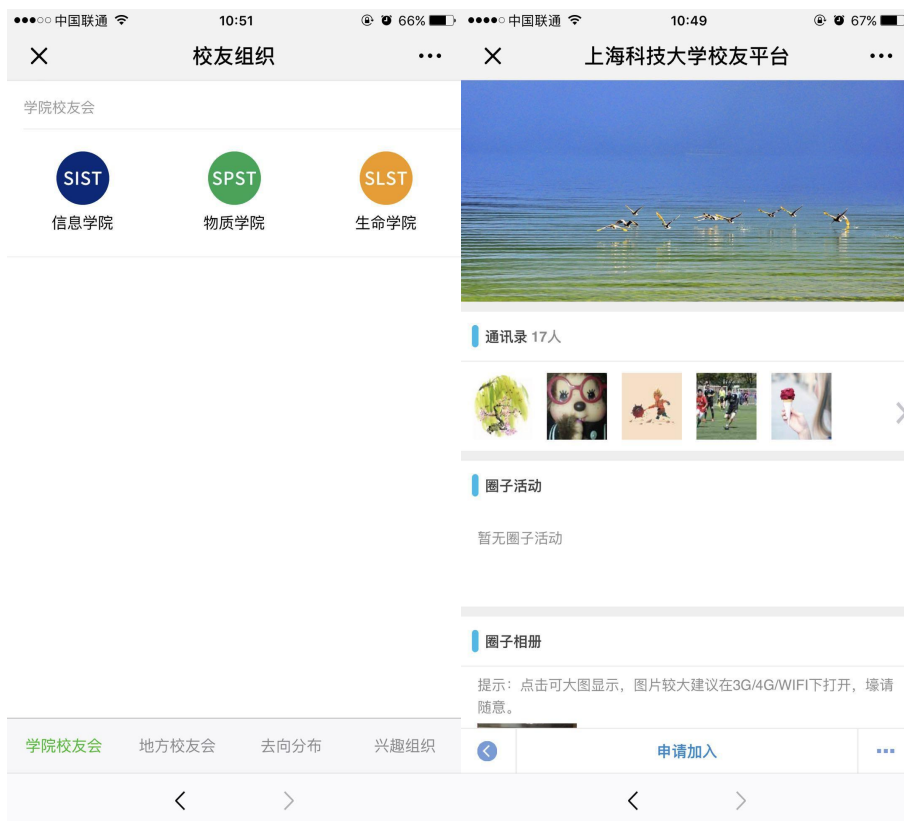 中国联通 10:51 66%
校友组织
学院校友会
SIST SPST SLST
信息学院 物质学院 生命学院
学院校友会 地方校友会 去向分布 兴趣组织
中国联通 10:49 67%
上海科技大学校友平台
通讯录 17人
圈子活动
暂无圈子活动
圈子相册
提示：点击可大图显示，图片较大建议在3G/4G/WIFI下打开，壕请
随意。
申请加入